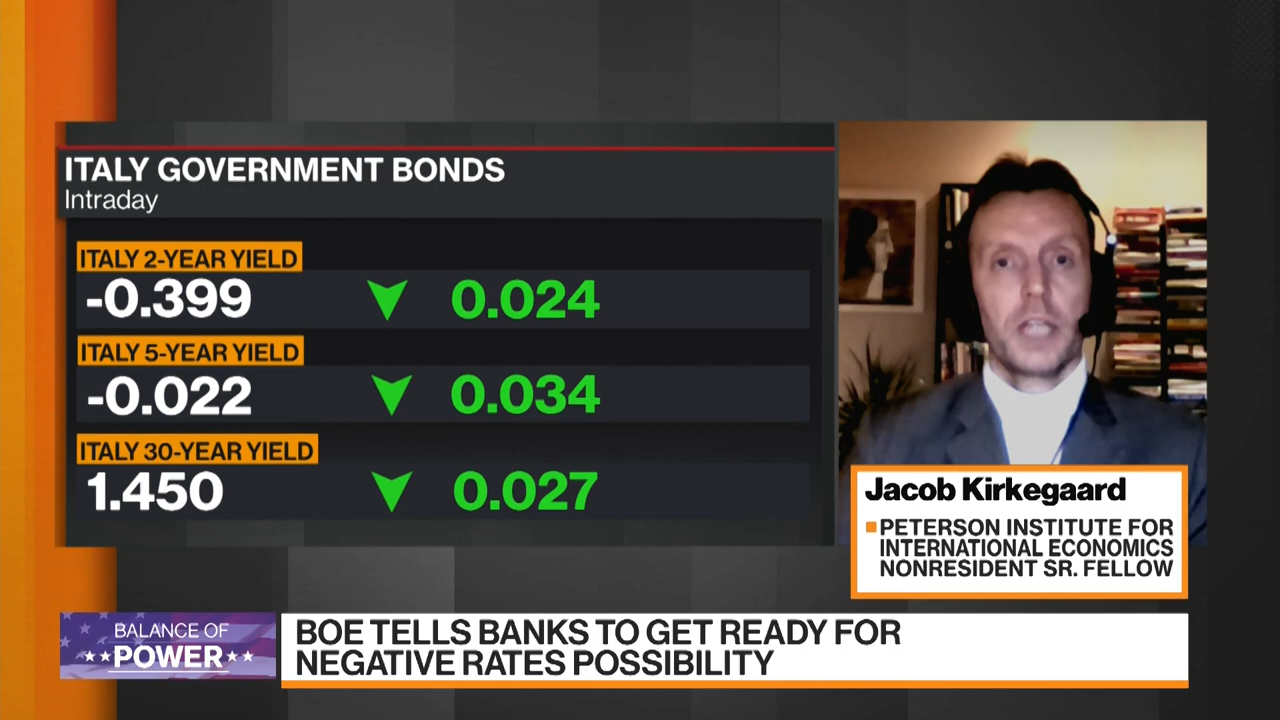 ITALY GOVERNMENT BONDS
Intraday
ITALY 2-YEAR YIELD
-0.399 ▼ 0.024
ITALY 5-YEAR YIELD
-0.022 ▼ 0.034
ITALY 30-YEAR YIELD
1.450 ▼ 0.027
Jacob Kirkegaard
PETERSON INSTITUTE FOR
INTERNATIONAL ECONOMICS
NONRESIDENT SR. FELLOW
BALANCE OF
POWER
BOE TELLS BANKS TO GET READY FOR
NEGATIVE RATES POSSIBILITY